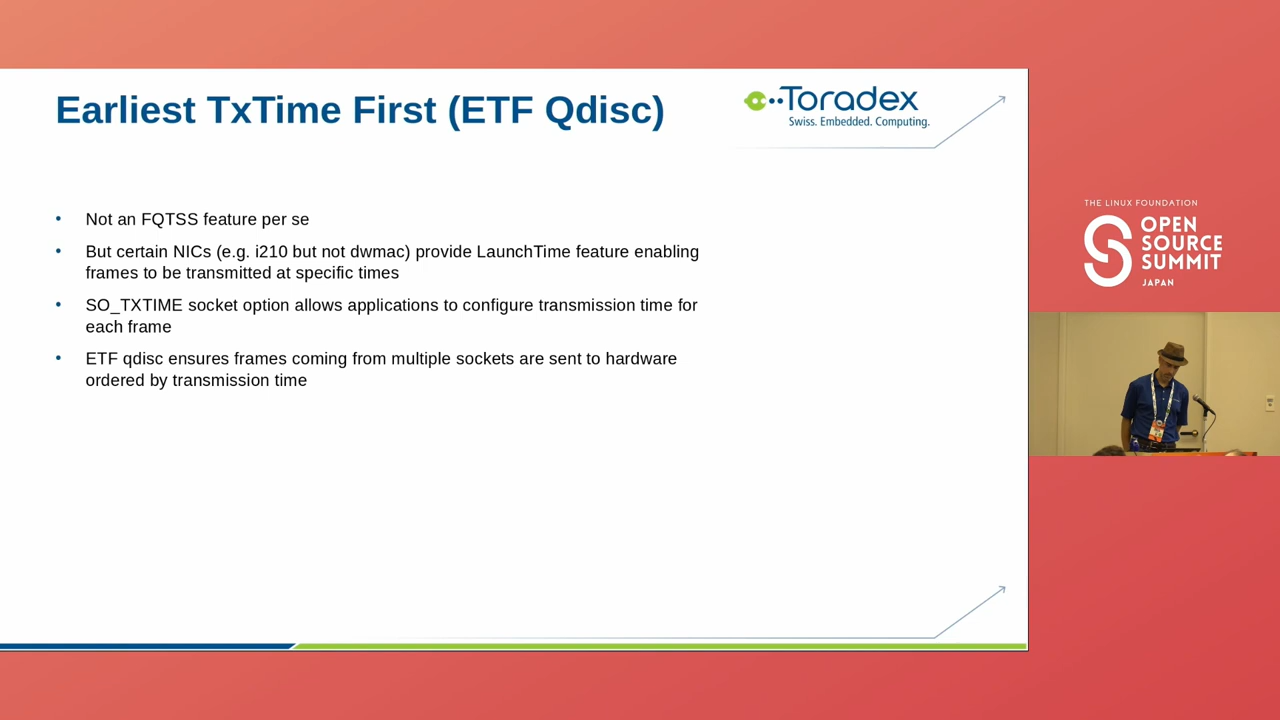 Earliest TxTime First (ETF Qdisc)
Toradex
Swiss. Embedded. Computing.
• Not an FQTSS feature per se
• But certain NICs (e.g. i210 but not dwmac) provide LaunchTime feature enabling
frames to be transmitted at specific times
• SO_TXTIME socket option allows applications to configure transmission time for
each frame
• ETF qdisc ensures frames coming from multiple sockets are sent to hardware
ordered by transmission time
THE LINUX FOUNDATION
OPEN
SOURCE
SUMMIT
JAPAN